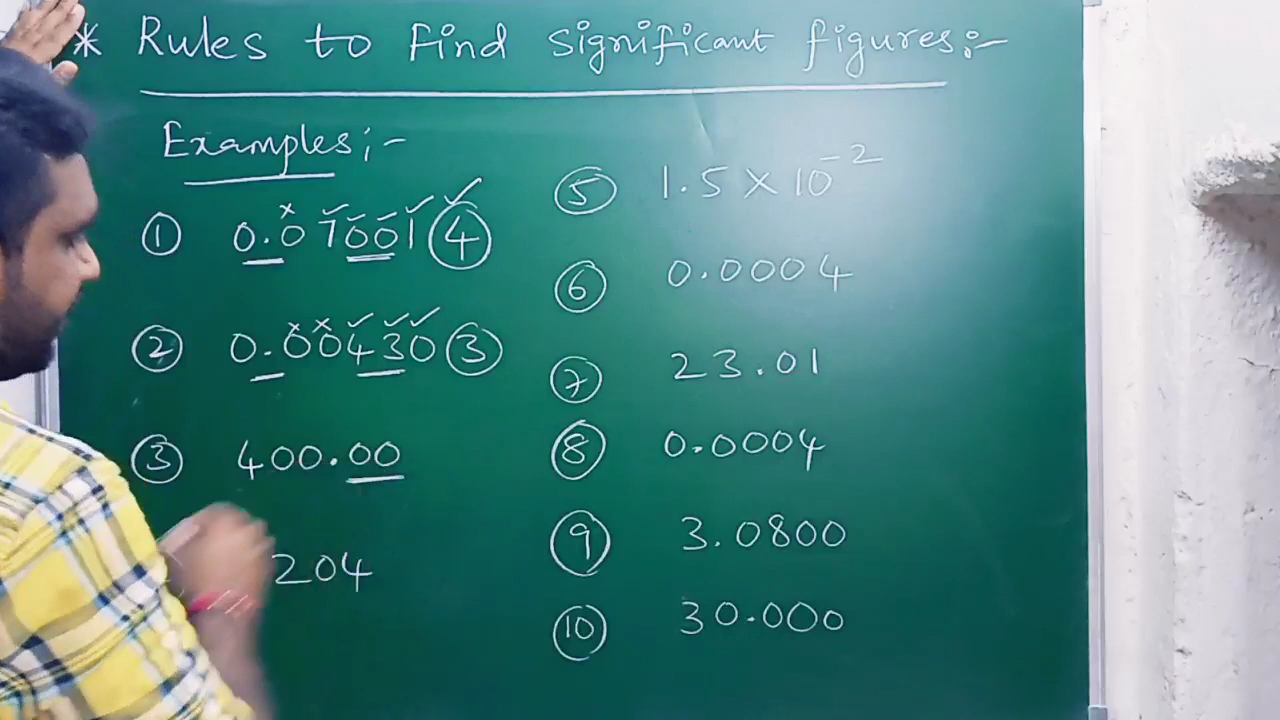 * Rules to Find significant figures:-
Examples:-
① 0.07001 ④
② 0.00430 ③
③ 400.00
204
⑤ 1.5 × 10⁻²
⑥ 0.0004
⑦ 23.01
⑧ 0.0004
⑨ 3.0800
⑩ 30.000